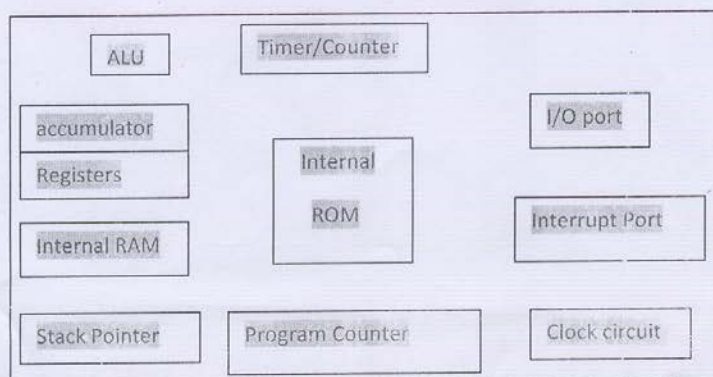 ALU
Timer/Counter
accumulator
I/O port
Registers
Internal
ROM
Internal RAM
Interrupt Port
Stack Pointer
Program Counter
Clock circuit